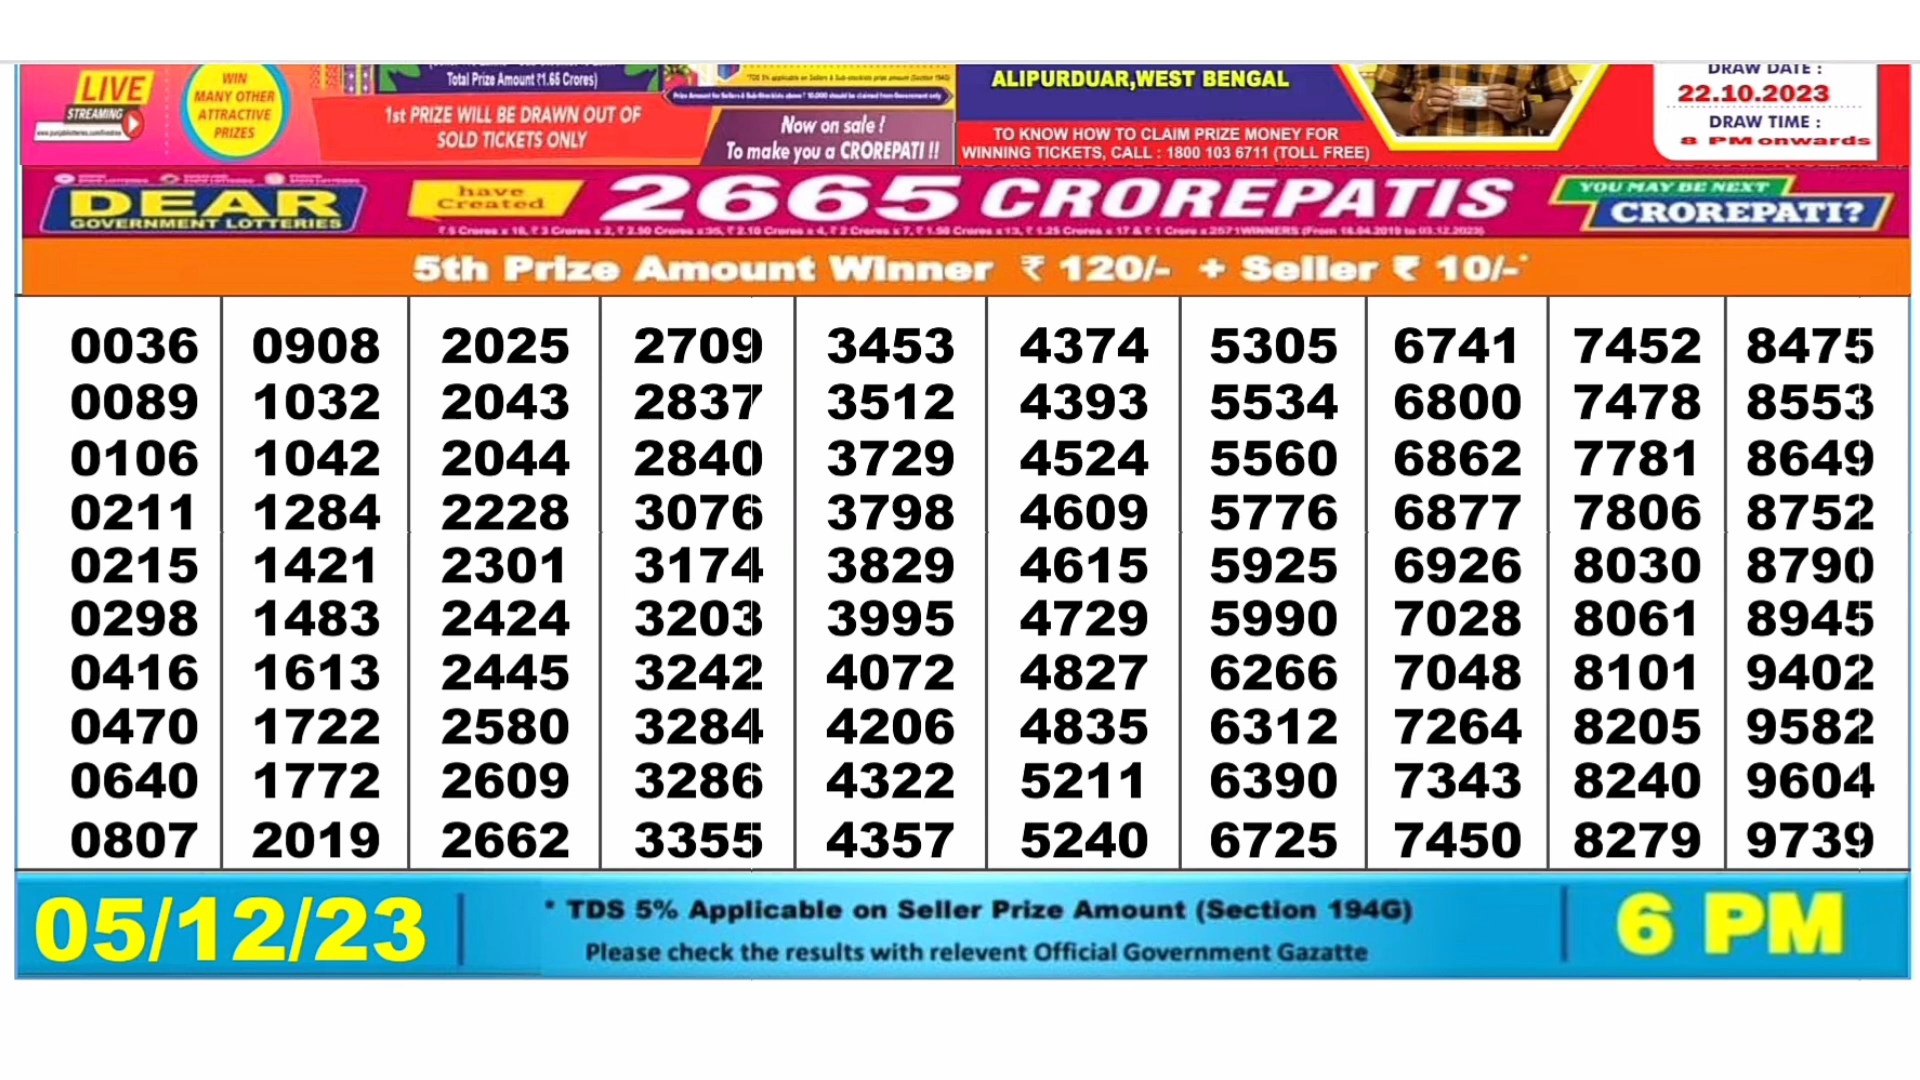 LIVE
STREAMING
WIN
MANY OTHER
ATTRACTIVE
PRIZES
Total Prize Amount ₹1.65 Crores)
1st PRIZE WILL BE DRAWN OUT OF
SOLD TICKETS ONLY
Now on sale !
To make you a CROREPATI !!
ALIPURDUAR,WEST BENGAL
TO KNOW HOW TO CLAIM PRIZE MONEY FOR
WINNING TICKETS, CALL : 1800 103 6711 (TOLL FREE)
DRAW DATE :
22.10.2023
DRAW TIME :
8 PM onwards
DEAR
GOVERNMENT LOTTERIES
have
Created
2665 CROREPATIS
YOU MAY BE NEXT
CROREPATI?
5th Prize Amount Winner ₹ 120/- + Seller ₹ 10/-*
0036 0908 2025 2709 3453 4374 5305 6741 7452 8475
0089 1032 2043 2837 3512 4393 5534 6800 7478 8553
0106 1042 2044 2840 3729 4524 5560 6862 7781 8649
0211 1284 2228 3076 3798 4609 5776 6877 7806 8752
0215 1421 2301 3174 3829 4615 5925 6926 8030 8790
0298 1483 2424 3203 3995 4729 5990 7028 8061 8945
0416 1613 2445 3242 4072 4827 6266 7048 8101 9402
0470 1722 2580 3284 4206 4835 6312 7264 8205 9582
0640 1772 2609 3286 4322 5211 6390 7343 8240 9604
0807 2019 2662 3355 4357 5240 6725 7450 8279 9739
05/12/23
* TDS 5% Applicable on Seller Prize Amount (Section 194G)
Please check the results with relevent Official Government Gazatte
6 PM